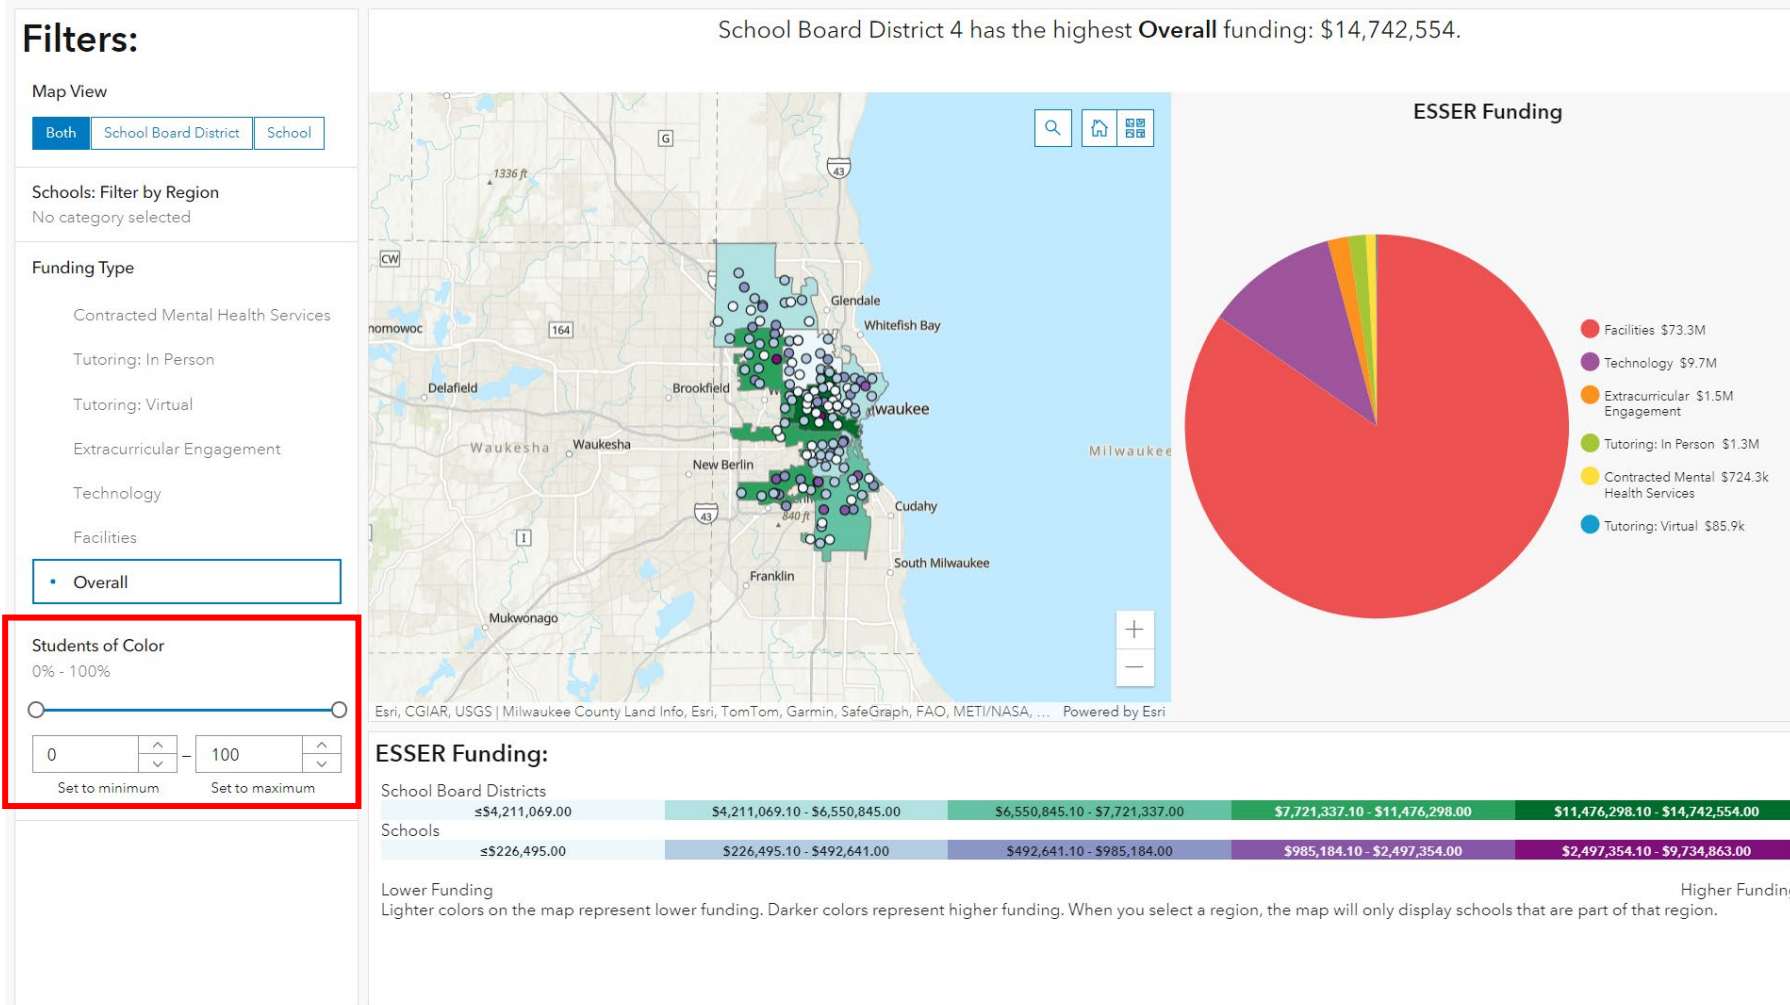 Filters:
Map View
Both
School Board District
School
Schools: Filter by Region
No category selected
Funding Type
Contracted Mental Health Services
Tutoring: In Person
Tutoring: Virtual
Extracurricular Engagement
Technology
Facilities
Overall
Students of Color
0% - 100%
0
–
100
Set to minimum
Set to maximum
School Board District 4 has the highest Overall funding: $14,742,554.
G
43
1336 ft
CW
Glendale
164
Whitefish Bay
nomowoc
Delafield
Brookfield
waukee
Waukesha
Waukesha
Milwaukee
New Berlin
43
840 ft
Cudahy
I
South Milwaukee
Franklin
Mukwonago
Esri, CGIAR, USGS | Milwaukee County Land Info, Esri, TomTom, Garmin, SafeGraph, FAO, METI/NASA, ...
Powered by Esri
ESSER Funding
Facilities $73.3M
Technology $9.7M
Extracurricular $1.5M
Engagement
Tutoring: In Person $1.3M
Contracted Mental $724.3k
Health Services
Tutoring: Virtual $85.9k
ESSER Funding:
School Board Districts
≤$4,211,069.00
$4,211,069.10 - $6,550,845.00
$6,550,845.10 - $7,721,337.00
$7,721,337.10 - $11,476,298.00
$11,476,298.10 - $14,742,554.00
Schools
≤$226,495.00
$226,495.10 - $492,641.00
$492,641.10 - $985,184.00
$985,184.10 - $2,497,354.00
$2,497,354.10 - $9,734,863.00
Lower Funding
Higher Funding
Lighter colors on the map represent lower funding. Darker colors represent higher funding. When you select a region, the map will only display schools that are part of that region.